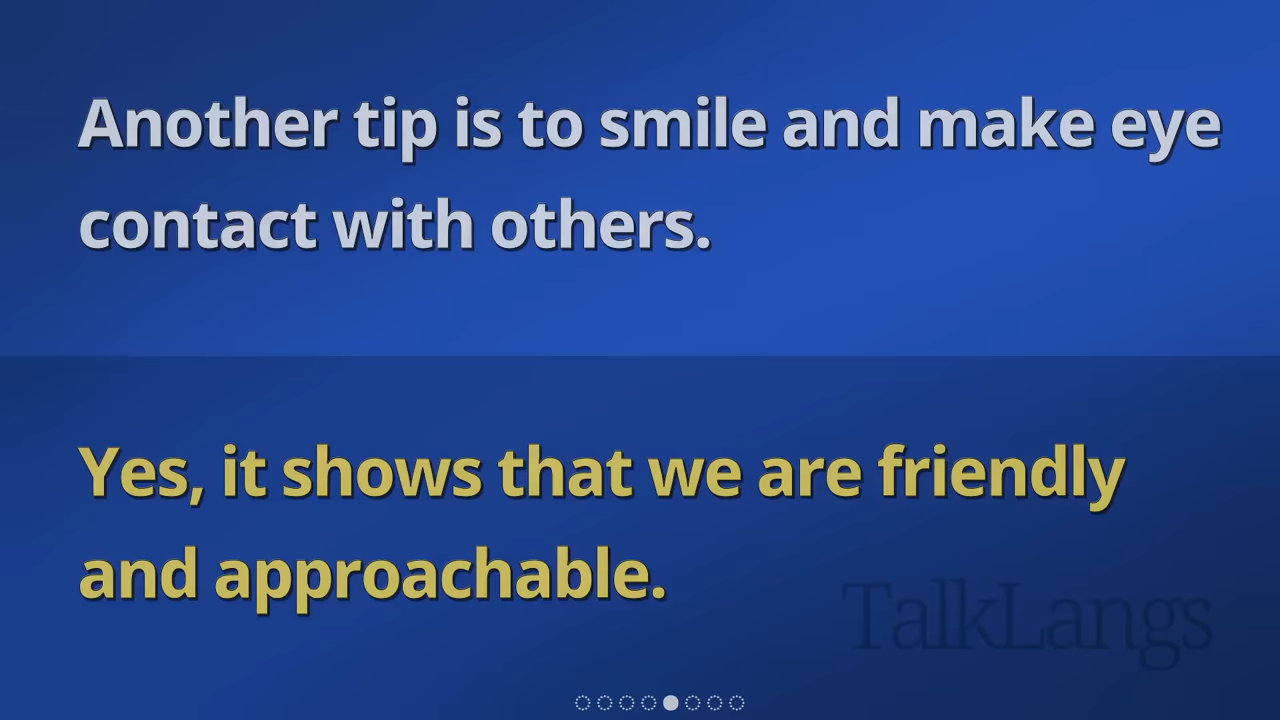 Another tip is to smile and make eye
contact with others.
Yes, it shows that we are friendly
and approachable.
TalkLangs